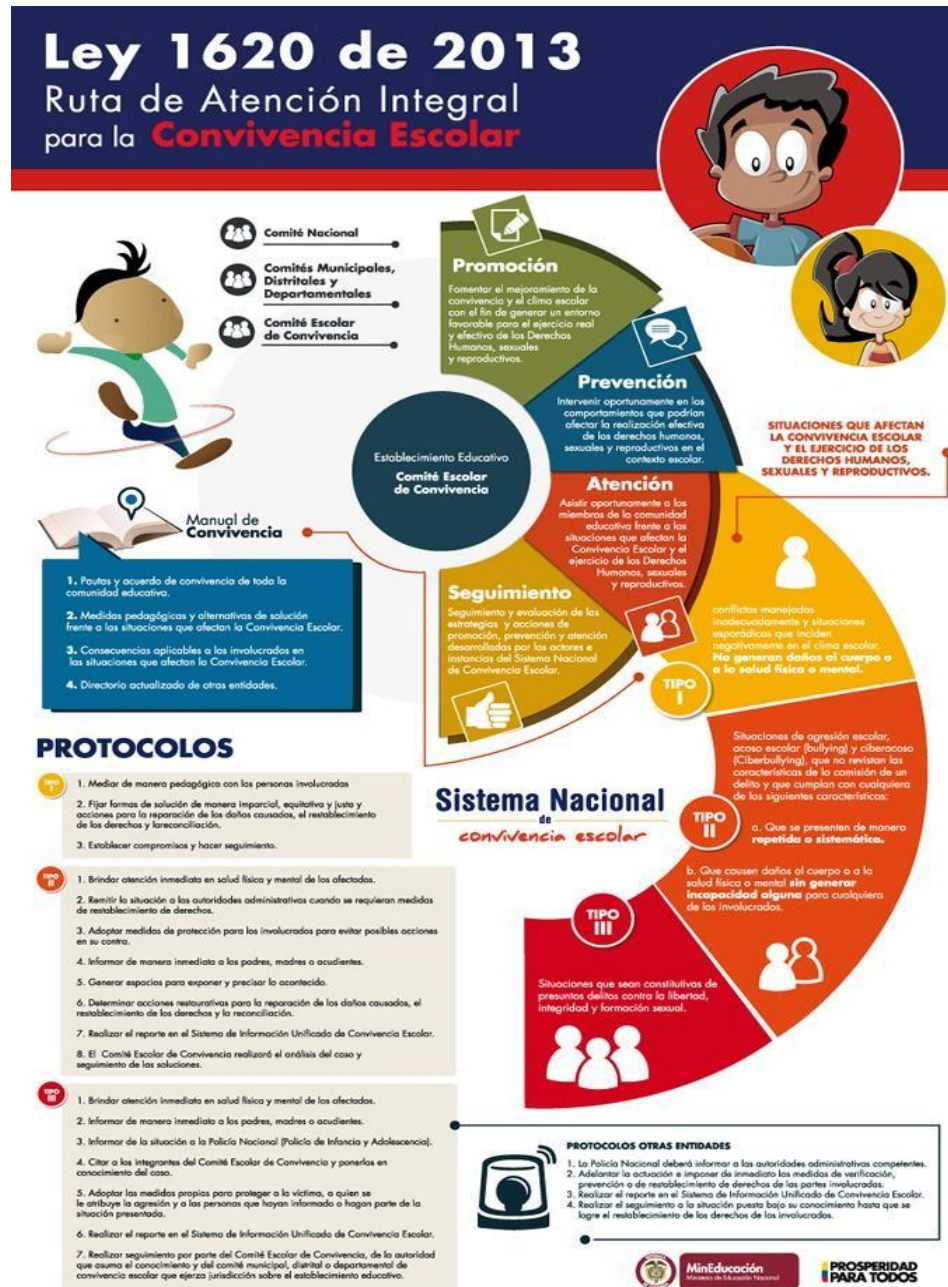 Ley 1620 de 2013
Ruta de Atención Integral
para la Convivencia Escolar
Comité Nacional
Comités Municipales,
Distritales y
Departamentales
Comité Escolar
de Convivencia
Promoción
Fomentar el mejoramiento de la
convivencia y el clima escolar
con el fin de generar un entorno
favorable para el ejercicio real
y efectivo de los Derechos
Humanos, sexuales
y reproductivos.
Prevención
Intervenir oportunamente en los
comportamientos que podrían
afectar la realización efectiva
de los derechos humanos,
sexuales y reproductivos en el
contexto escolar.
Establecimiento Educativo
Comité Escolar
de Convivencia
Atención
Asistir oportunamente a los
miembros de la comunidad
educativa frente a las
situaciones que afectan la
Convivencia Escolar y el
ejercicio de los Derechos
Humanos, sexuales
y reproductivos.
Seguimiento
Seguimiento y evaluación de las
estrategias y acciones de
promoción, prevención y atención
desarrolladas por los actores e
instancias del Sistema Nacional
de Convivencia Escolar.
SITUACIONES QUE AFECTAN
LA CONVIVENCIA ESCOLAR
Y EL EJERCICIO DE LOS
DERECHOS HUMANOS,
SEXUALES Y REPRODUCTIVOS.
Manual de
Convivencia
1. Pautas y acuerdo de convivencia de toda la
comunidad educativa.
2. Medidas pedagógicas y alternativas de solución
frente a las situaciones que afectan la Convivencia Escolar.
3. Consecuencias aplicables a los involucrados en
las situaciones que afectan la Convivencia Escolar.
4. Directorio actualizado de otras entidades.
TIPO
I
conflictos manejados
inadecuadamente y situaciones
esporádicas que inciden
negativamente en el clima escolar.
No generan daños al cuerpo o
a la salud física o mental.
TIPO
II
Situaciones de agresión escolar,
acoso escolar (bullying) y ciberacoso
(Ciberbullying), que no revistan las
características de la comisión de un
delito y que cumplan con cualquiera
de los siguientes características:
a. Que se presenten de manera
repetida o sistemática.
b. Que causen daños al cuerpo o a la
salud física o mental sin generar
incapacidad alguna para cualquiera
de los involucrados.
TIPO
III
Situaciones que sean constitutivas de
presuntos delitos contra la libertad,
integridad y formación sexual.
Sistema Nacional
de
convivencia escolar
PROTOCOLOS
TIPO
I
1. Mediar de manera pedagógica con las personas involucradas
2. Fijar formas de solución de manera imparcial, equitativa y justa y
acciones para la reparación de los daños causados, el restablecimiento
de los derechos y lareconciliación.
3. Establecer compromisos y hacer seguimiento.
TIPO
II
1. Brindar atención inmediata en salud física y mental de los afectados.
2. Remitir la situación a las autoridades administrativas cuando se requieran medidas
de restablecimiento de derechos.
3. Adoptar medidas de protección para los involucrados para evitar posibles acciones
en su contra.
4. Informar de manera inmediata a los padres, madres o acudientes.
5. Generar espacios para exponer y precisar lo acontecido.
6. Determinar acciones restaurativas para la reparación de los daños causados, el
restablecimiento de los derechos y la reconciliación.
7. Realizar el reporte en el Sistema de Información Unificado de Convivencia Escolar.
8. El Comité Escolar de Convivencia realizará el análisis del caso y
seguimiento de las soluciones.
TIPO
III
1. Brindar atención inmediata en salud física y mental de los afectados.
2. Informar de manera inmediata a los padres, madres o acudientes.
3. Informar de la situación a la Policía Nacional (Policía de Infancia y Adolescencia).
4. Citar a los integrantes del Comité Escolar de Convivencia y ponerlos en
conocimiento del caso.
5. Adoptar las medidas propias para proteger a la víctima, a quien se
le atribuye la agresión y a las personas que hayan informado o hagan parte de la
situación presentada.
6. Realizar el reporte en el Sistema de Información Unificado de Convivencia Escolar.
7. Realizar seguimiento por parte del Comité Escolar de Convivencia, de la autoridad
que asuma el conocimiento y del comité municipal, distrital o departamental de
convivencia escolar que ejerza jurisdicción sobre el establecimiento educativo.
PROTOCOLOS OTRAS ENTIDADES
1. La Policía Nacional deberá informar a las autoridades administrativas competentes.
2. Adelantar la actuación e imponer de inmediato las medidas de verificación,
prevención o de restablecimiento de derechos de las partes involucradas.
3. Realizar el reporte en el Sistema de Información Unificado de Convivencia Escolar.
4. Realizar el seguimiento a la situación puesta bajo su conocimiento hasta que se
logre el restablecimiento de los derechos de los involucrados.
MinEducación
Ministerio de Educación Nacional
PROSPERIDAD
PARA TODOS